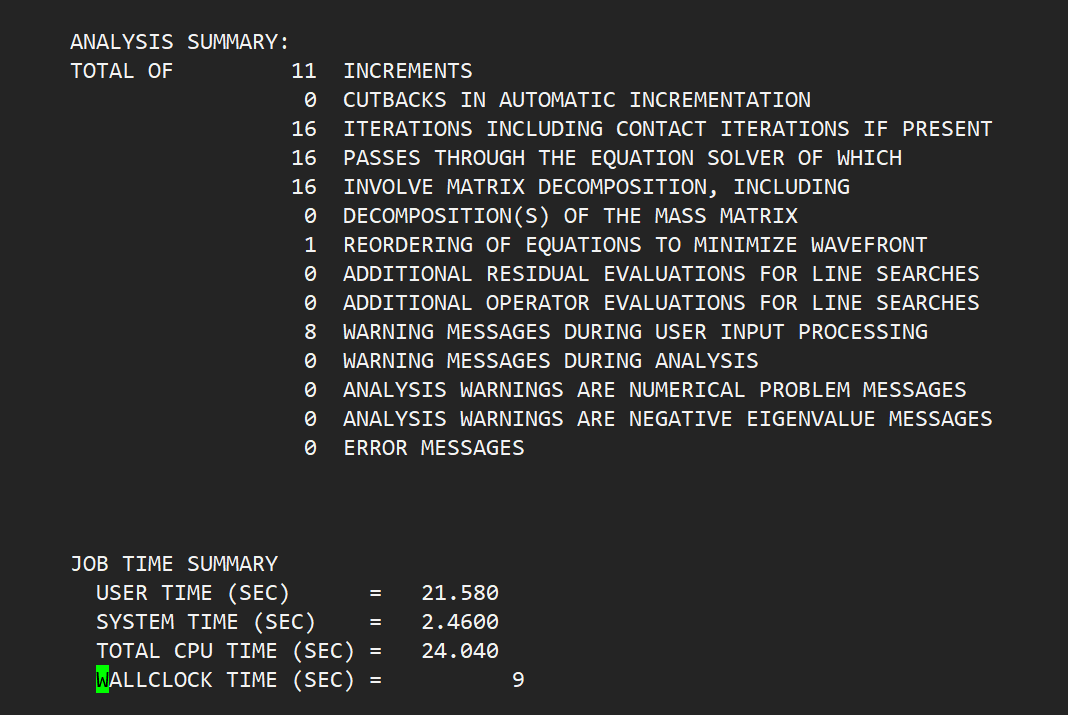 ANALYSIS SUMMARY:
TOTAL OF 11 INCREMENTS
0 CUTBACKS IN AUTOMATIC INCREMENTATION
16 ITERATIONS INCLUDING CONTACT ITERATIONS IF PRESENT
16 PASSES THROUGH THE EQUATION SOLVER OF WHICH
16 INVOLVE MATRIX DECOMPOSITION, INCLUDING
0 DECOMPOSITION(S) OF THE MASS MATRIX
1 REORDERING OF EQUATIONS TO MINIMIZE WAVEFRONT
0 ADDITIONAL RESIDUAL EVALUATIONS FOR LINE SEARCHES
0 ADDITIONAL OPERATOR EVALUATIONS FOR LINE SEARCHES
8 WARNING MESSAGES DURING USER INPUT PROCESSING
0 WARNING MESSAGES DURING ANALYSIS
0 ANALYSIS WARNINGS ARE NUMERICAL PROBLEM MESSAGES
0 ANALYSIS WARNINGS ARE NEGATIVE EIGENVALUE MESSAGES
0 ERROR MESSAGES
JOB TIME SUMMARY
USER TIME (SEC) = 21.580
SYSTEM TIME (SEC) = 2.4600
TOTAL CPU TIME (SEC) = 24.040
WALLCLOCK TIME (SEC) = 9